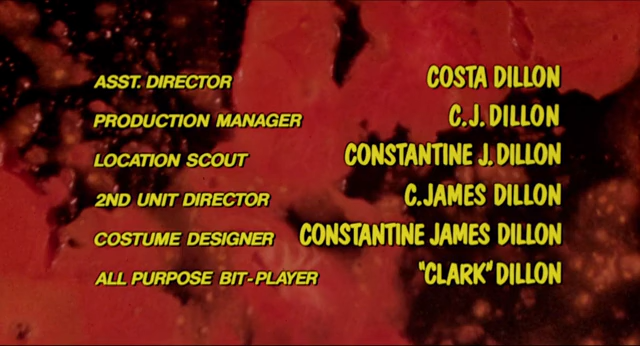 ASST. DIRECTOR COSTA DILLON
PRODUCTION MANAGER C.J. DILLON
LOCATION SCOUT CONSTANTINE J. DILLON
2ND UNIT DIRECTOR C. JAMES DILLON
COSTUME DESIGNER CONSTANTINE JAMES DILLON
ALL PURPOSE BIT-PLAYER "CLARK" DILLON